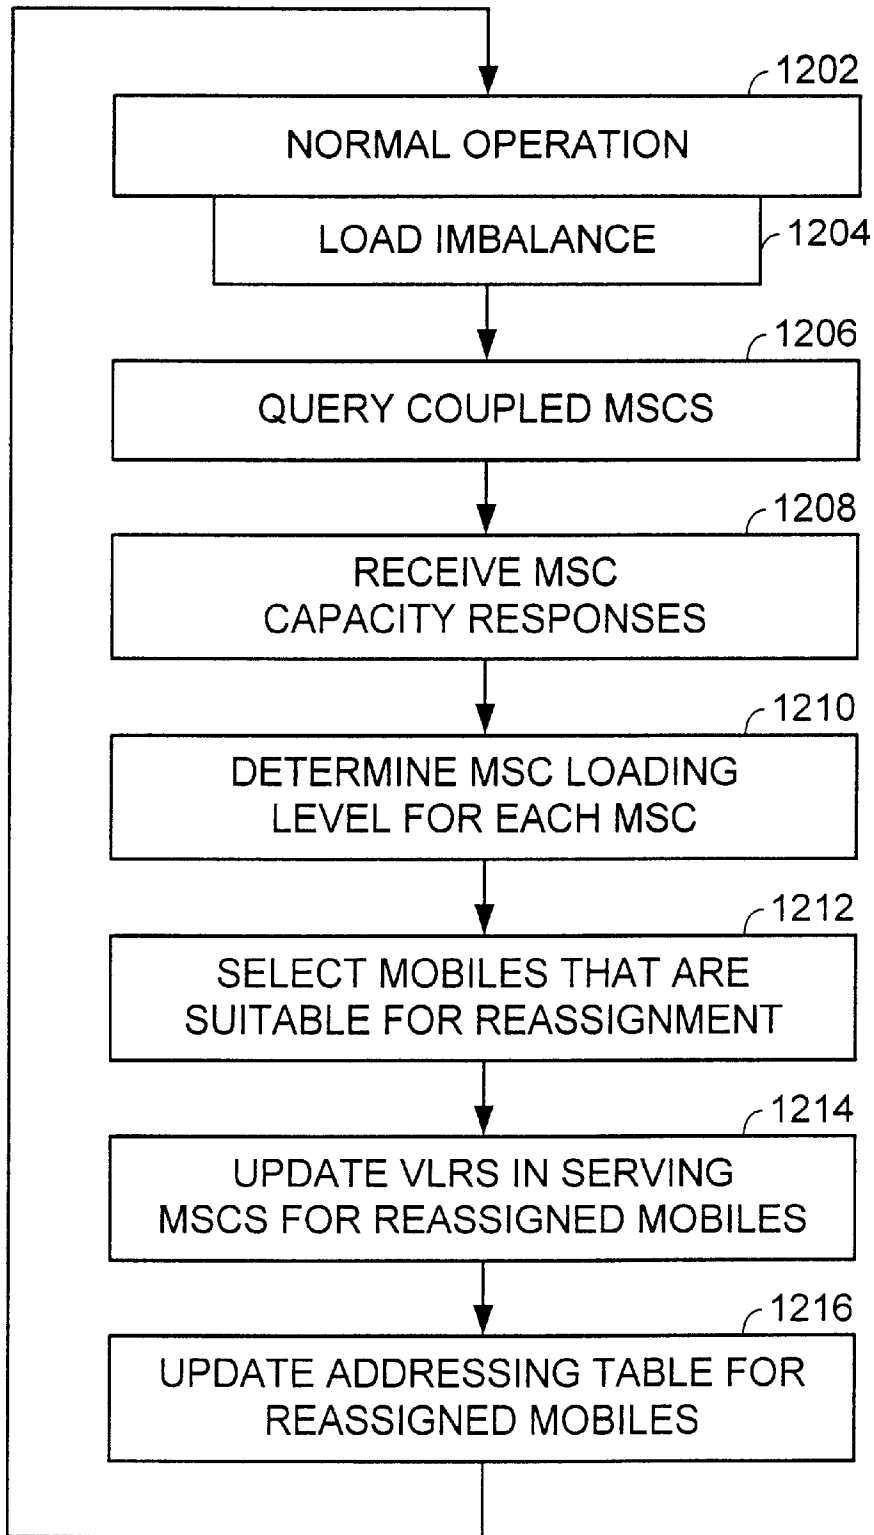 1202
NORMAL OPERATION
LOAD IMBALANCE
1204
1206
QUERY COUPLED MSCS
1208
RECEIVE MSC
CAPACITY RESPONSES
1210
DETERMINE MSC LOADING
LEVEL FOR EACH MSC
1212
SELECT MOBILES THAT ARE
SUITABLE FOR REASSIGNMENT
1214
UPDATE VLRS IN SERVING
MSCS FOR REASSIGNED MOBILES
1216
UPDATE ADDRESSING TABLE FOR
REASSIGNED MOBILES